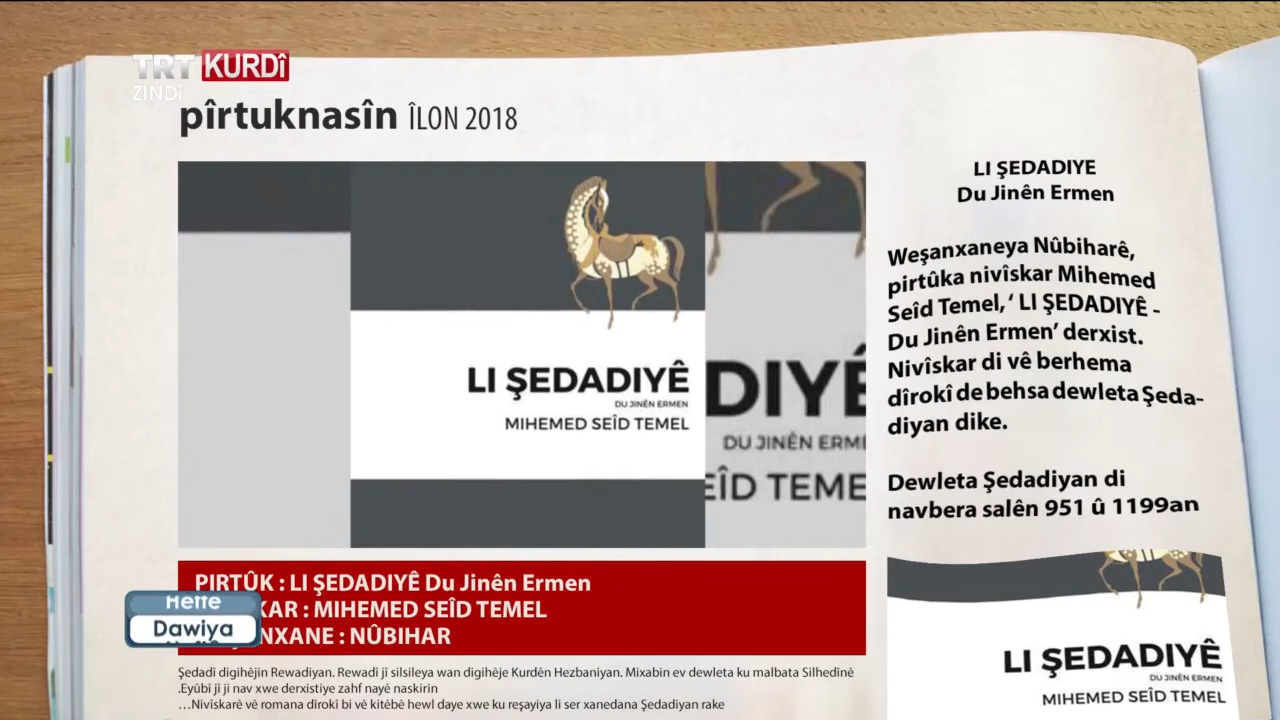 TRT KURDÎ
ZINDÎ
pîrtuknasîn ÎLON 2018
LI ŞEDADIYÊ
DU JINÊN ERMEN
MIHEMED SEÎD TEMEL
DIYÊ
DU JINÊN ERME
EÎD TEME
LI ŞEDADIYE
Du Jinên Ermen
Weşanxaneya Nûbiharê,
pirtûka nivîskar Mihemed
Seîd Temel, ‘ LI ŞEDADIYÊ -
Du Jinên Ermen’ derxist.
Nivîskar di vê berhema
dîrokî de behsa dewleta Şeda-
diyan dike.
Dewleta Şedadiyan di
navbera salên 951 û 1199an
LI ŞEDADIYÊ
DU JINÊN ERMEN
MIHEMED SEÎD TEMEL
PIRTÛK : LI ŞEDADIYÊ Du Jinên Ermen
KAR : MIHEMED SEÎD TEMEL
NXANE : NÛBIHAR
Dawiya
Şedadî digihêjin Rewadiyan. Rewadî ji silsileya wan digihêje Kurdên Hezbaniyan. Mixabin ev dewleta ku malbata Silhedînê
.Eyûbî jî ji nav xwe derxistiye zahf nayê naskirin
…Nivîskarê vê romana dîrokî bi vê kitêbê hewl daye xwe ku reşayiya li ser xanedana Şedadiyan rake